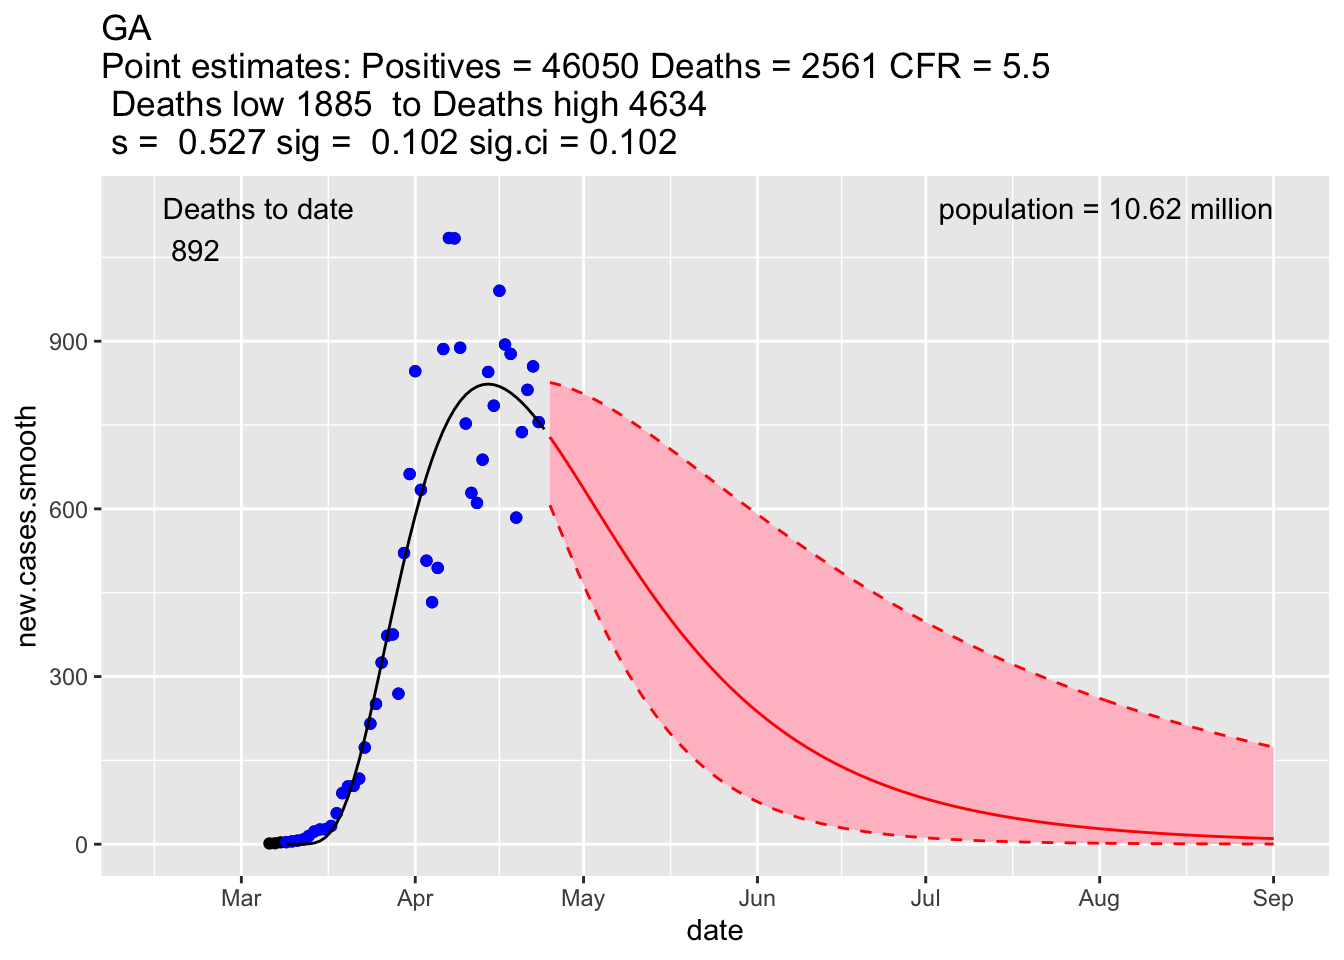 GA
Point estimates: Positives = 46050 Deaths = 2561 CFR = 5.5
Deaths low 1885  to Deaths high 4634
s =  0.527 sig =  0.102 sig.ci = 0.102
Deaths to date
892
population = 10.62 million
new.cases.smooth
900
600
300
0
Mar Apr May Jun Jul Aug Sep
date